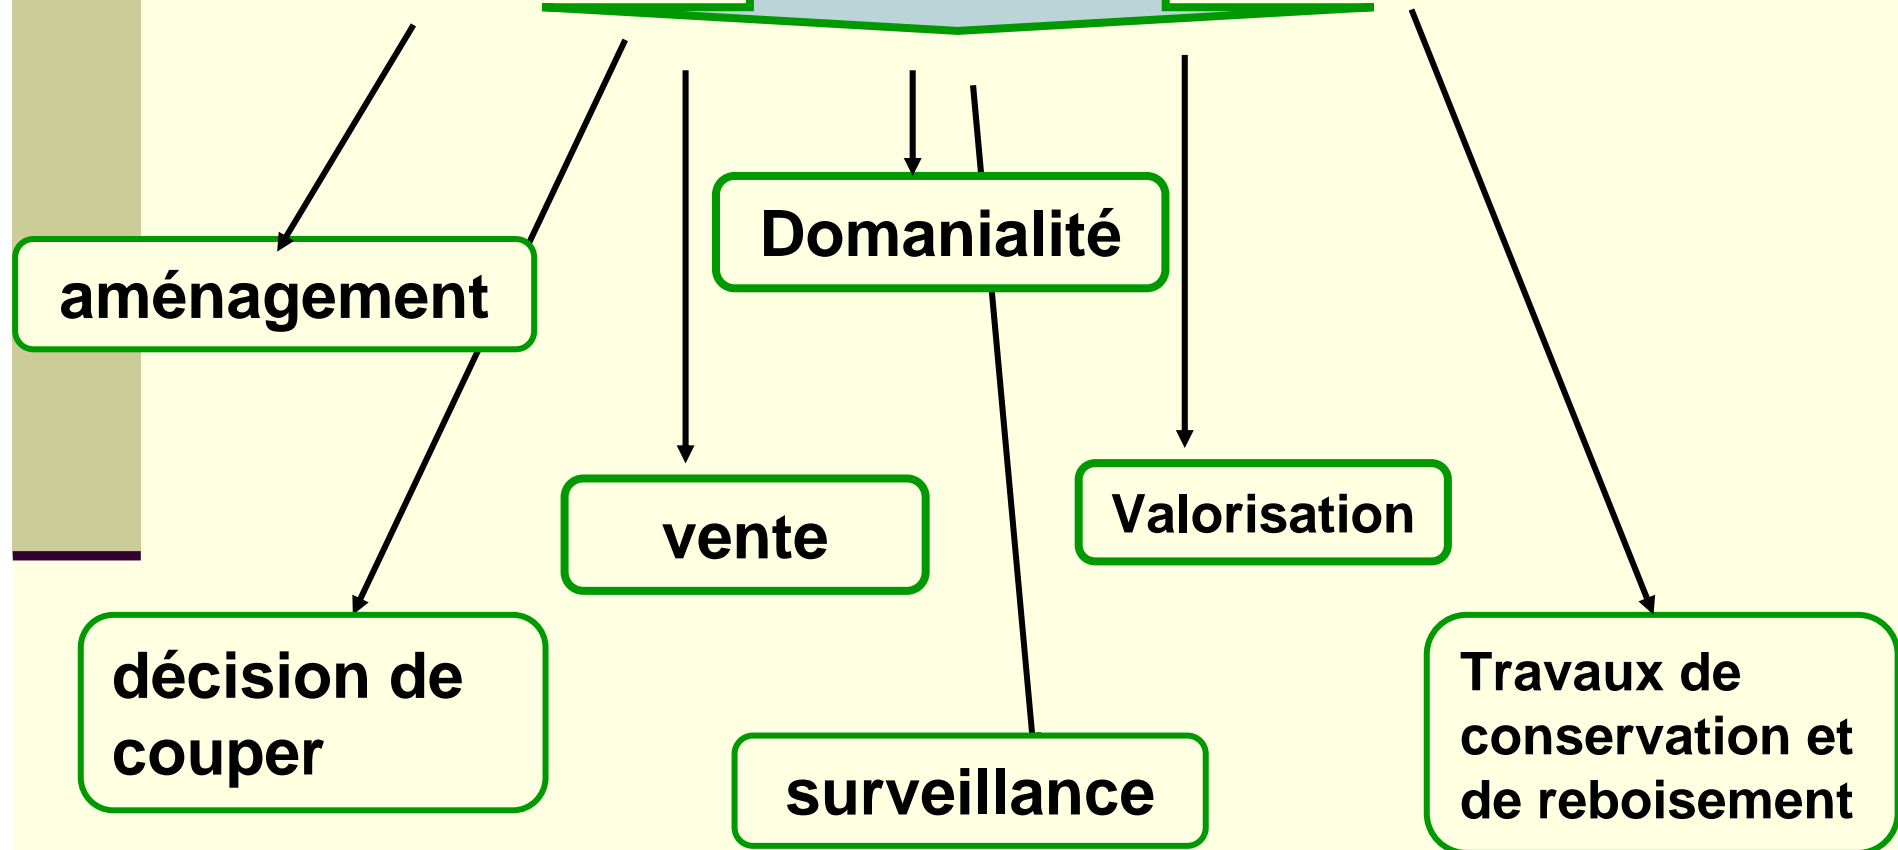 Domanialité
aménagement
Valorisation
vente
décision de
couper
Travaux de
conservation et
de reboisement
surveillance